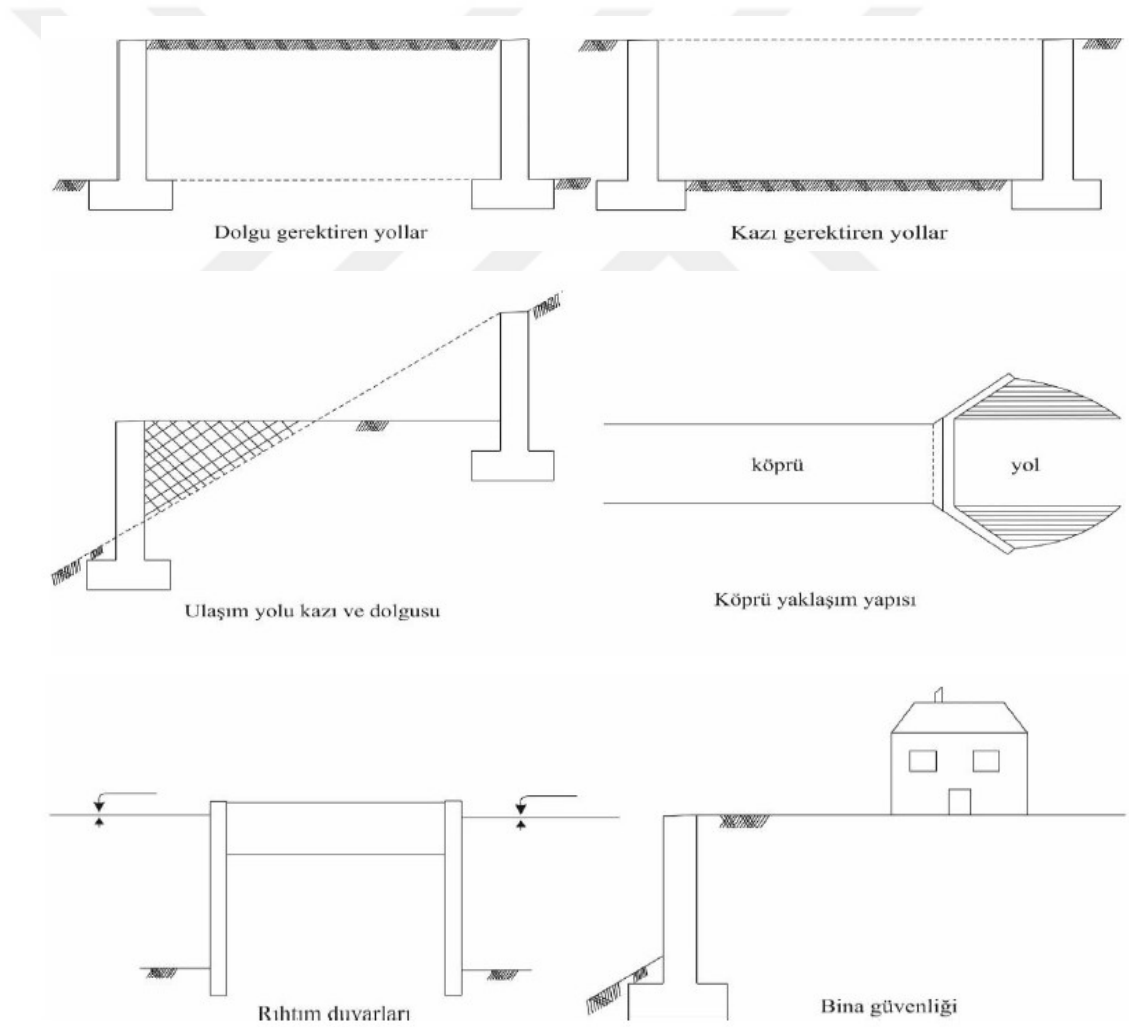 Dolgu gerektiren yollar
Kazı gerektiren yollar
Ulaşım yolu kazı ve dolgusu
köprü
yol
Köprü yaklaşım yapısı
Rıhtım duvarları
Bina güvenliği